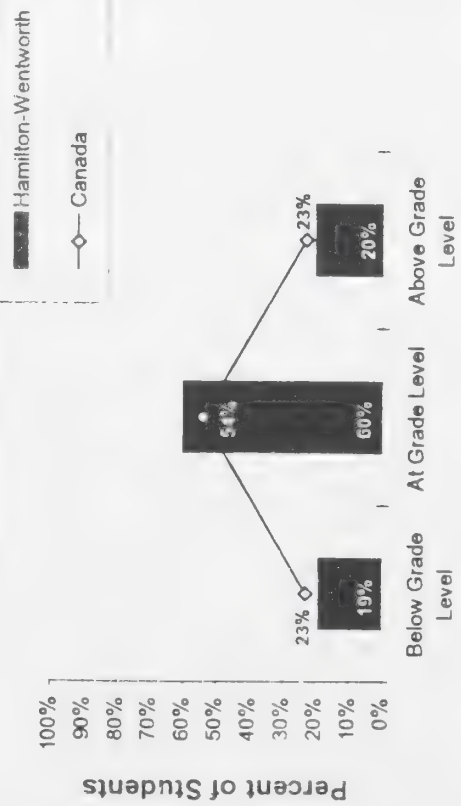 Hamilton-Wentworth
Canada
Percent of Students
100%
90%
80%
70%
60%
50%
40%
30%
20%
10%
0%
23%
19%
60%
23%
20%
Below Grade
Level
At Grade Level
Above Grade
Level